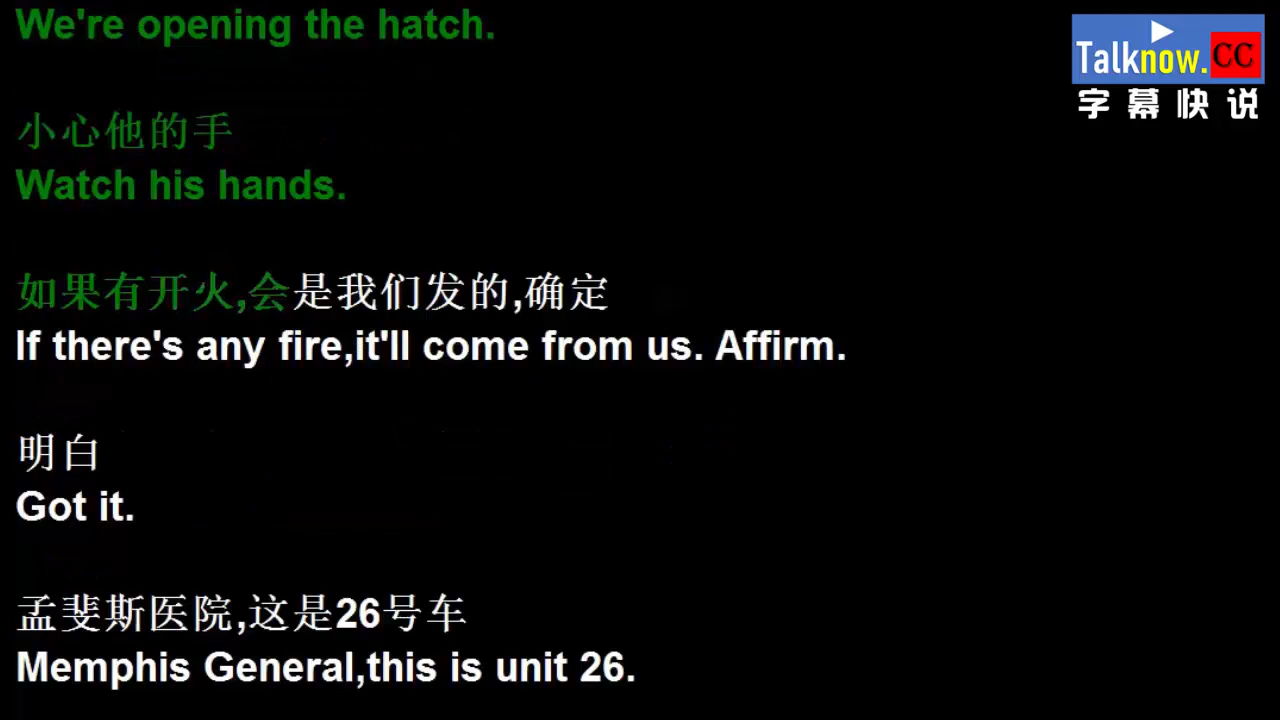 We're opening the hatch.
小心他的手
Watch his hands.
如果有开火,会是我们发的,确定
If there's any fire,it'll come from us. Affirm.
明白
Got it.
孟斐斯医院,这是26号车
Memphis General,this is unit 26.
Talknow.CC
字幕快说